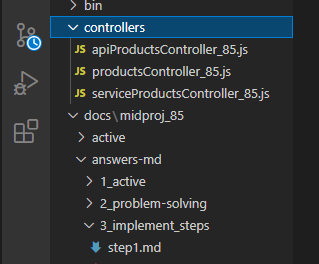 bin
controllers
JS apiProductsController_85.js
JS productsController_85.js
JS serviceProductsController_85.js
docs\midproj_85
active
answers-md
1_active
2_problem-solving
3_implement_steps
step1.md